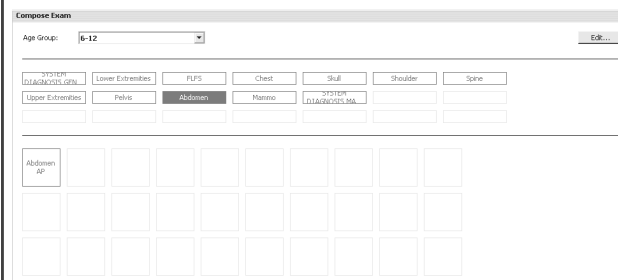 Compose Exam
Age Group: 6-12 Edit...
SYSTEM
DIAGNOSIS GEN Lower Extremities FLFS Chest Skull Shoulder Spine
Upper Extremities Pelvis Abdomen Mammo SYSTEM
DIAGNOSIS MA
Abdomen
AP